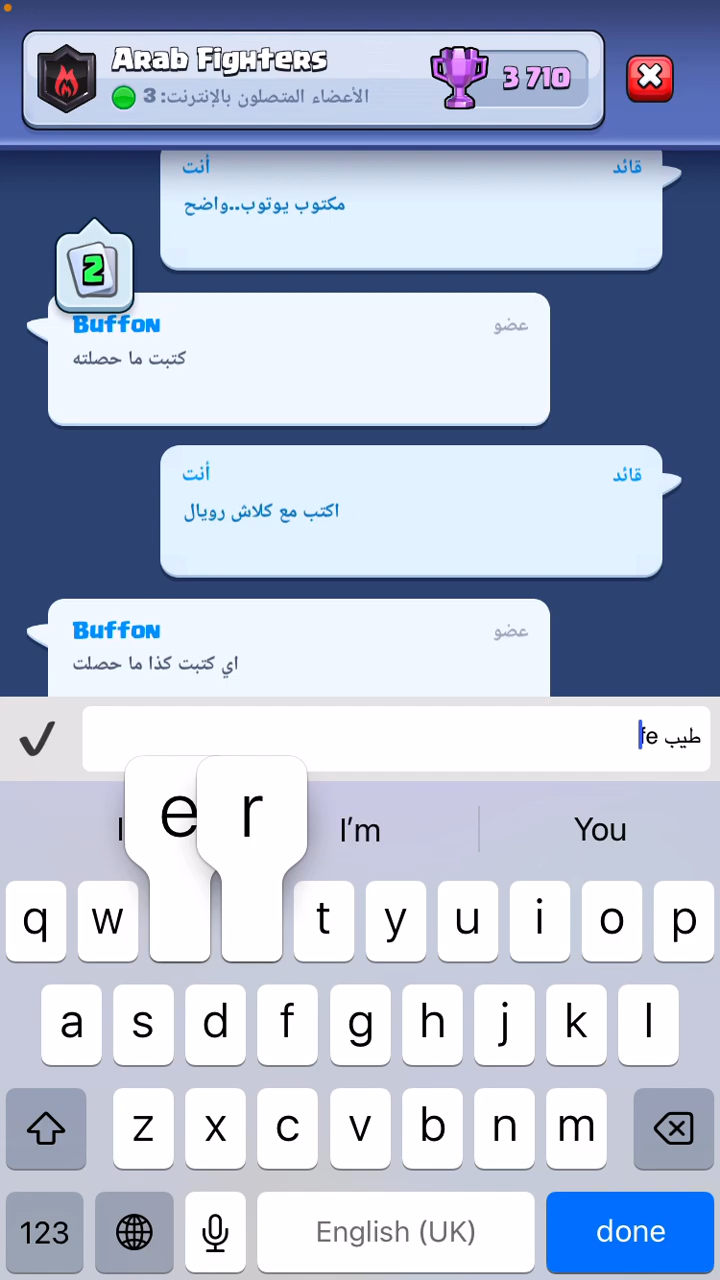 Arab Fighters
3 710
الأعضاء المتصلون بالإنترنت: 3
أنت
قائد
مكتوب يوتوب..واضح
2
Buffon
عضو
كتبت ما حصلته
أنت
قائد
اكتب مع كلاش رويال
Buffon
عضو
اي كتبت كذا ما حصلت
طيب fe
I
I'm
You
e r
q w t y u i o p
a s d f g h j k l
z x c v b n m
123
English (UK)
done